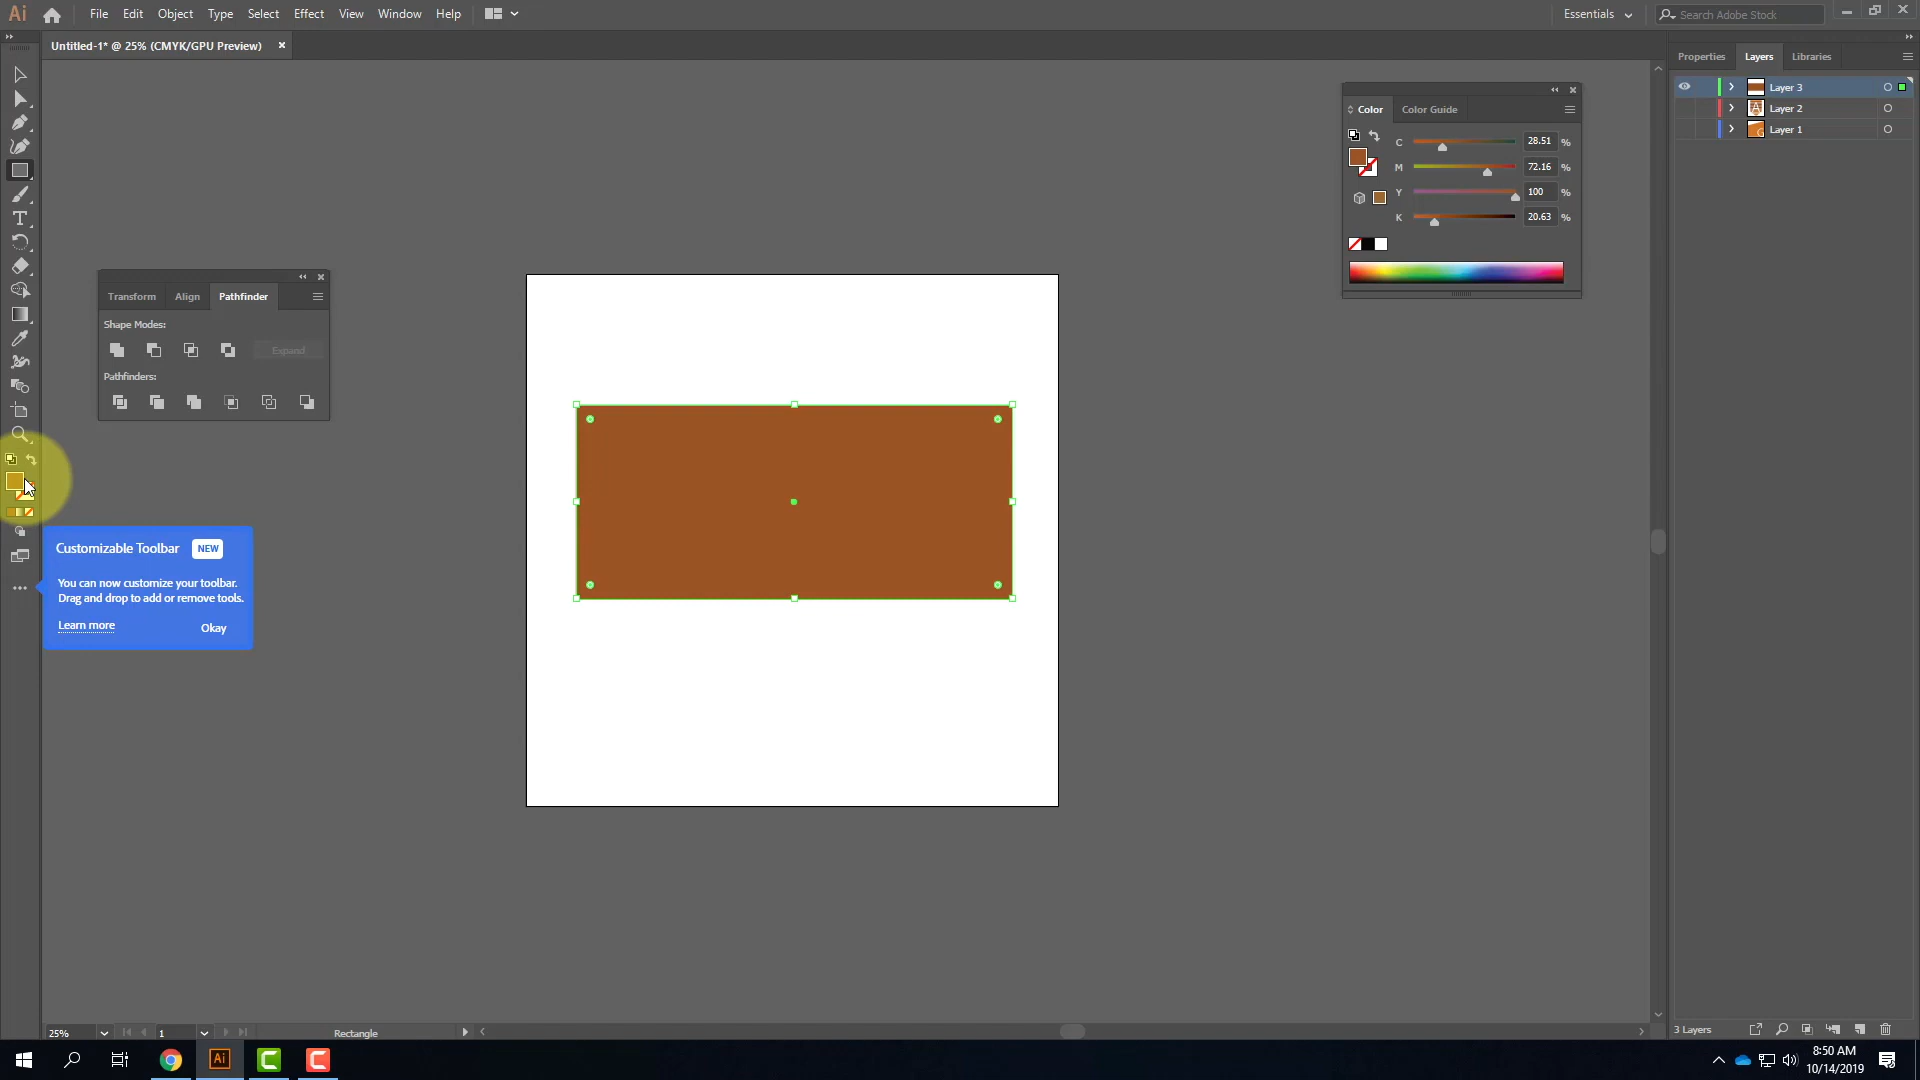 Ai File Edit Object Type Select Effect View Window Help Essentials Search Adobe Stock
Untitled-1* @ 25% (CMYK/GPU Preview)
Properties Layers Libraries
Layer 3
Layer 2
Layer 1
Color Color Guide
C 28.51 %
M 72.16 %
Y 100 %
K 20.63 %
Transform Align Pathfinder
Shape Modes:
Expand
Pathfinders:
Customizable Toolbar NEW
You can now customize your toolbar.
Drag and drop to add or remove tools.
Learn more Okay
25% 1 Rectangle
3 Layers
Ai
8:50 AM
10/14/2019